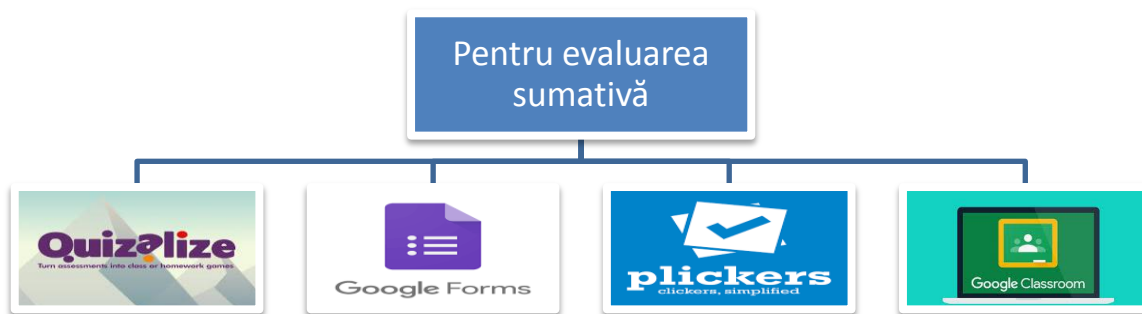 Pentru evaluarea
sumativă
Quizalize
Turn assessments into class or homework games
Google Forms
plickers
clickers, simplified
Google Classroom